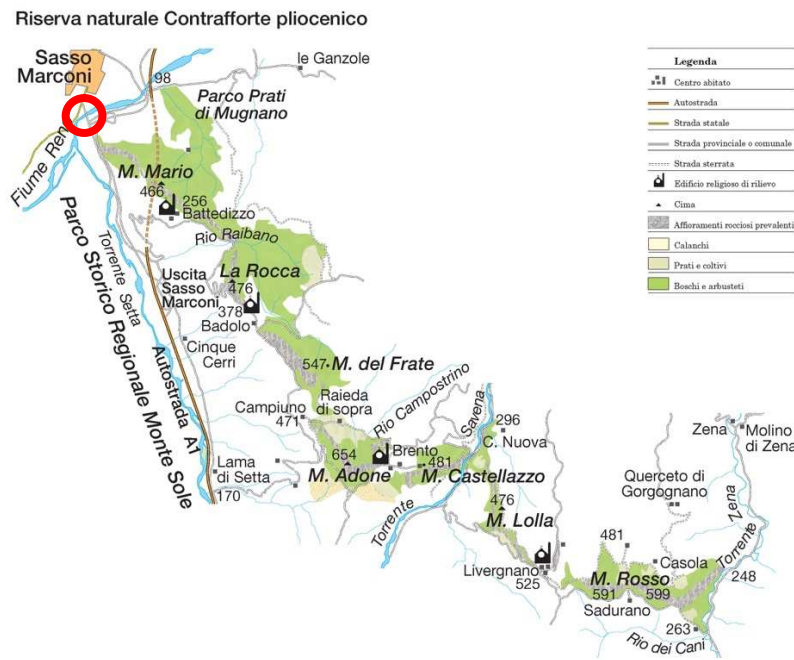 Riserva naturale Contrafforte pliocenico
Sasso
Marconi
98
le Ganzole
Parco Prati
di Mugnano
Fiume Ren
M. Mario
466
256
Battedizzo
Rio Raibano
Parco Storico Regionale Monte Sole
Torrente Setta
Autostrada A1
Uscita
Sasso
Marconi
La Rocca
476
378
Badolo
Cinque
Cerri
547
M. del Frate
Campiuno
471
Raieda
di sopra
Rio Campostrino
Savena
296
C. Nuova
Lama
di Setta
170
654
M. Adone
Brento
481
M. Castellazzo
Torrente
476
M. Lolla
Livergnano
525
Zena
Molino
di Zena
Querceto di
Gorgognano
Zena
Torrente
481
Casola
248
M. Rosso
591
599
Sadurano
263
Rio dei Cani
Legenda
Centro abitato
Autostrada
Strada statale
Strada provinciale o comunale
Strada sterrata
Edificio religioso di rilievo
Cima
Affioramenti rocciosi prevalenti
Calanchi
Prati e coltivi
Boschi e arbusteti